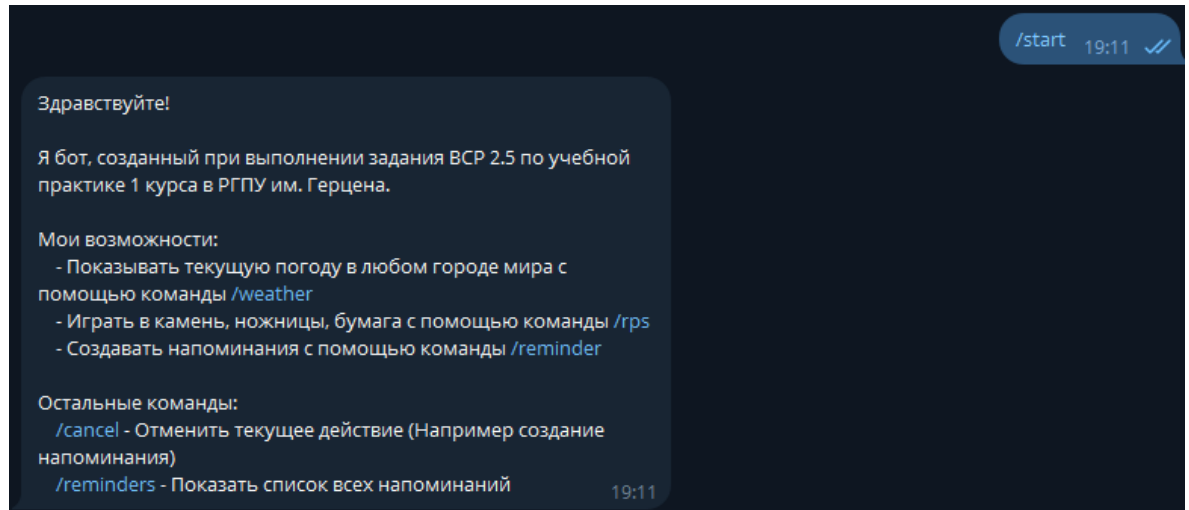 /start 19:11
Здравствуйте!
Я бот, созданный при выполнении задания ВСР 2.5 по учебной
практике 1 курса в РГПУ им. Герцена.
Мои возможности:
- Показывать текущую погоду в любом городе мира с
помощью команды /weather
- Играть в камень, ножницы, бумага с помощью команды /rps
- Создавать напоминания с помощью команды /reminder
Остальные команды:
/cancel - Отменить текущее действие (Например создание
напоминания)
/reminders - Показать список всех напоминаний 19:11